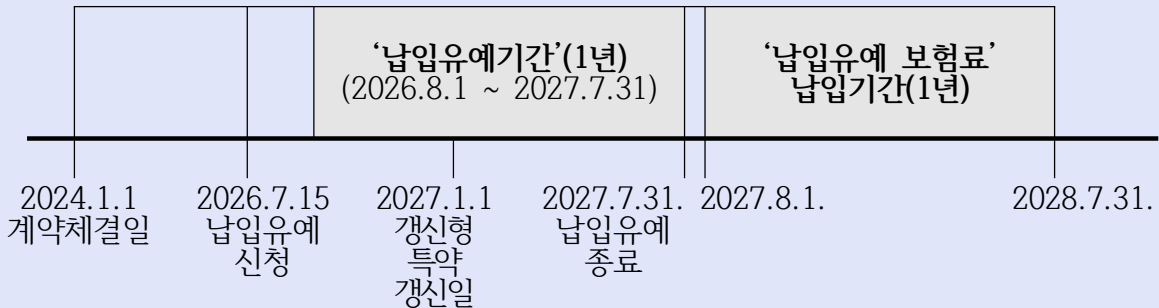 ‘납입유예기간’(1년)
(2026.8.1 ~ 2027.7.31)
‘납입유예 보험료’
납입기간(1년)
2024.1.1
계약체결일
2026.7.15
납입유예
신청
2027.1.1
갱신형
특약
갱신일
2027.7.31.
납입유예
종료
2027.8.1.
2028.7.31.